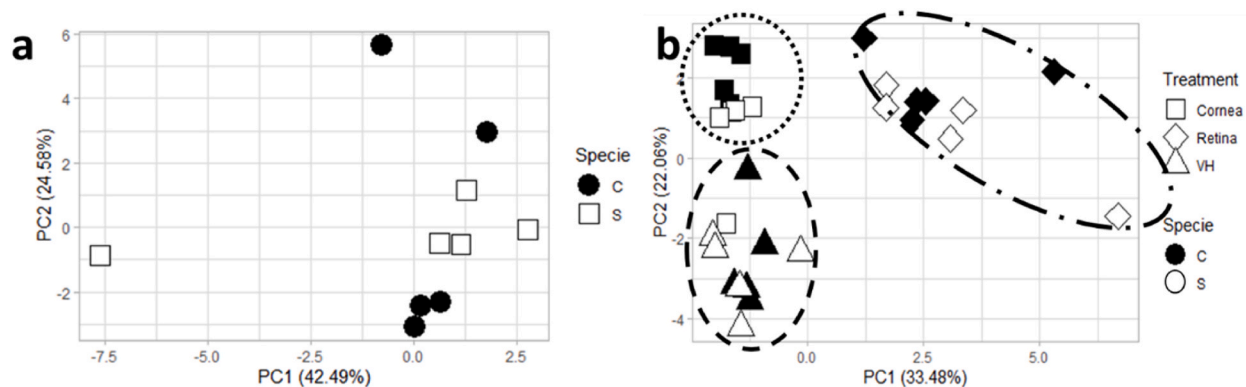 a
6
4
2
0
-2
PC2 (24.58%)
-7.5 -5.0 -2.5 0.0 2.5
PC1 (42.49%)
Specie
C
S
b
2
0
-2
-4
PC2 (22.06%)
0.0 2.5 5.0
PC1 (33.48%)
Treatment
Cornea
Retina
VH
Specie
C
S